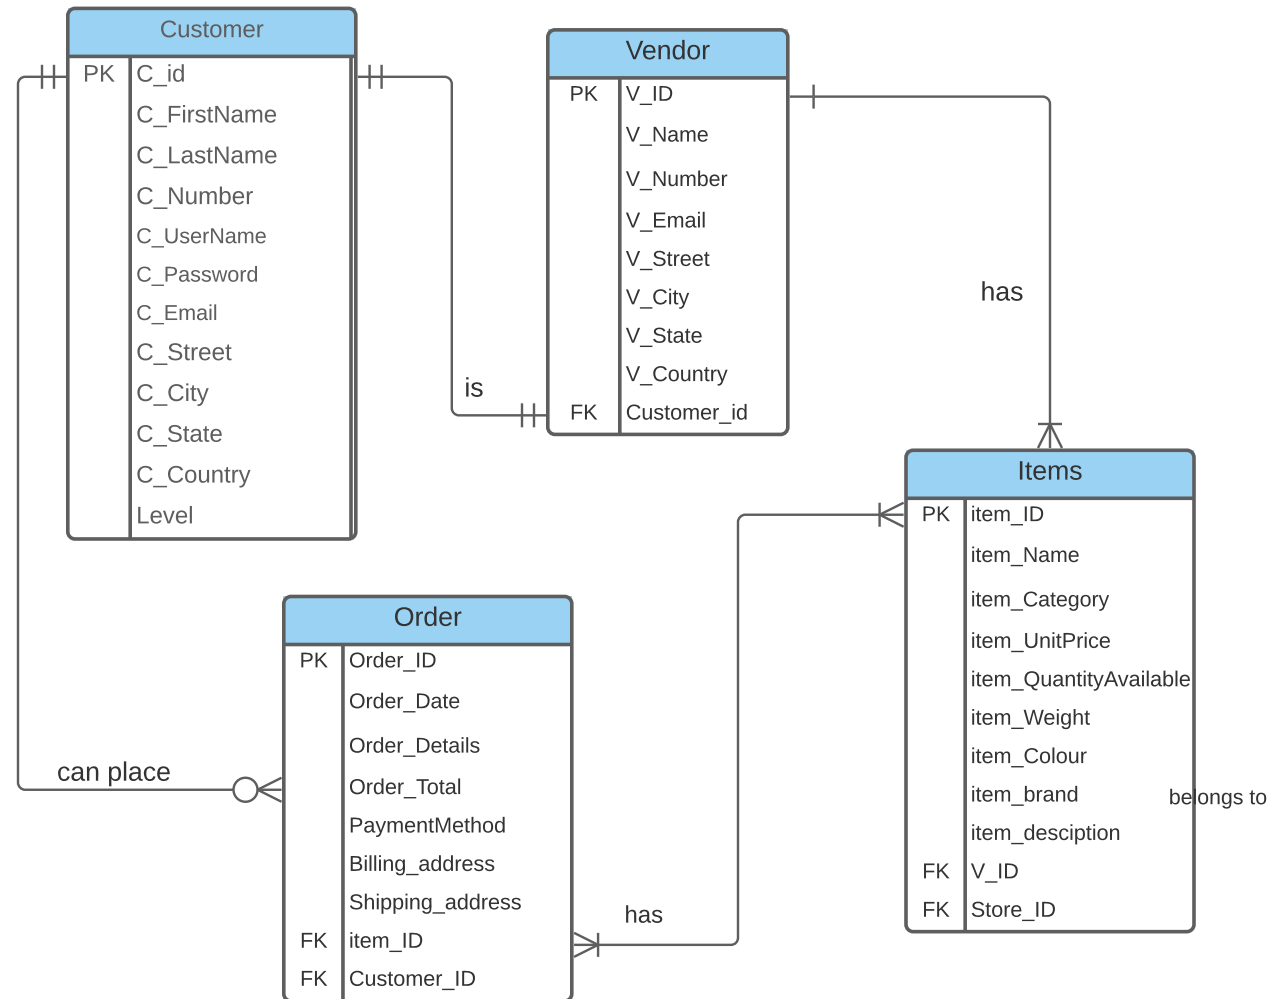 Customer
PK C_id
C_FirstName
C_LastName
C_Number
C_UserName
C_Password
C_Email
C_Street
C_City
C_State
C_Country
Level
Vendor
PK V_ID
V_Name
V_Number
V_Email
V_Street
V_City
V_State
V_Country
FK Customer_id
is
has
Items
PK item_ID
item_Name
item_Category
item_UnitPrice
item_QuantityAvailable
item_Weight
item_Colour
item_brand
item_desciption
FK V_ID
FK Store_ID
belongs to
Order
PK Order_ID
Order_Date
Order_Details
Order_Total
PaymentMethod
Billing_address
Shipping_address
FK item_ID
FK Customer_ID
can place
has